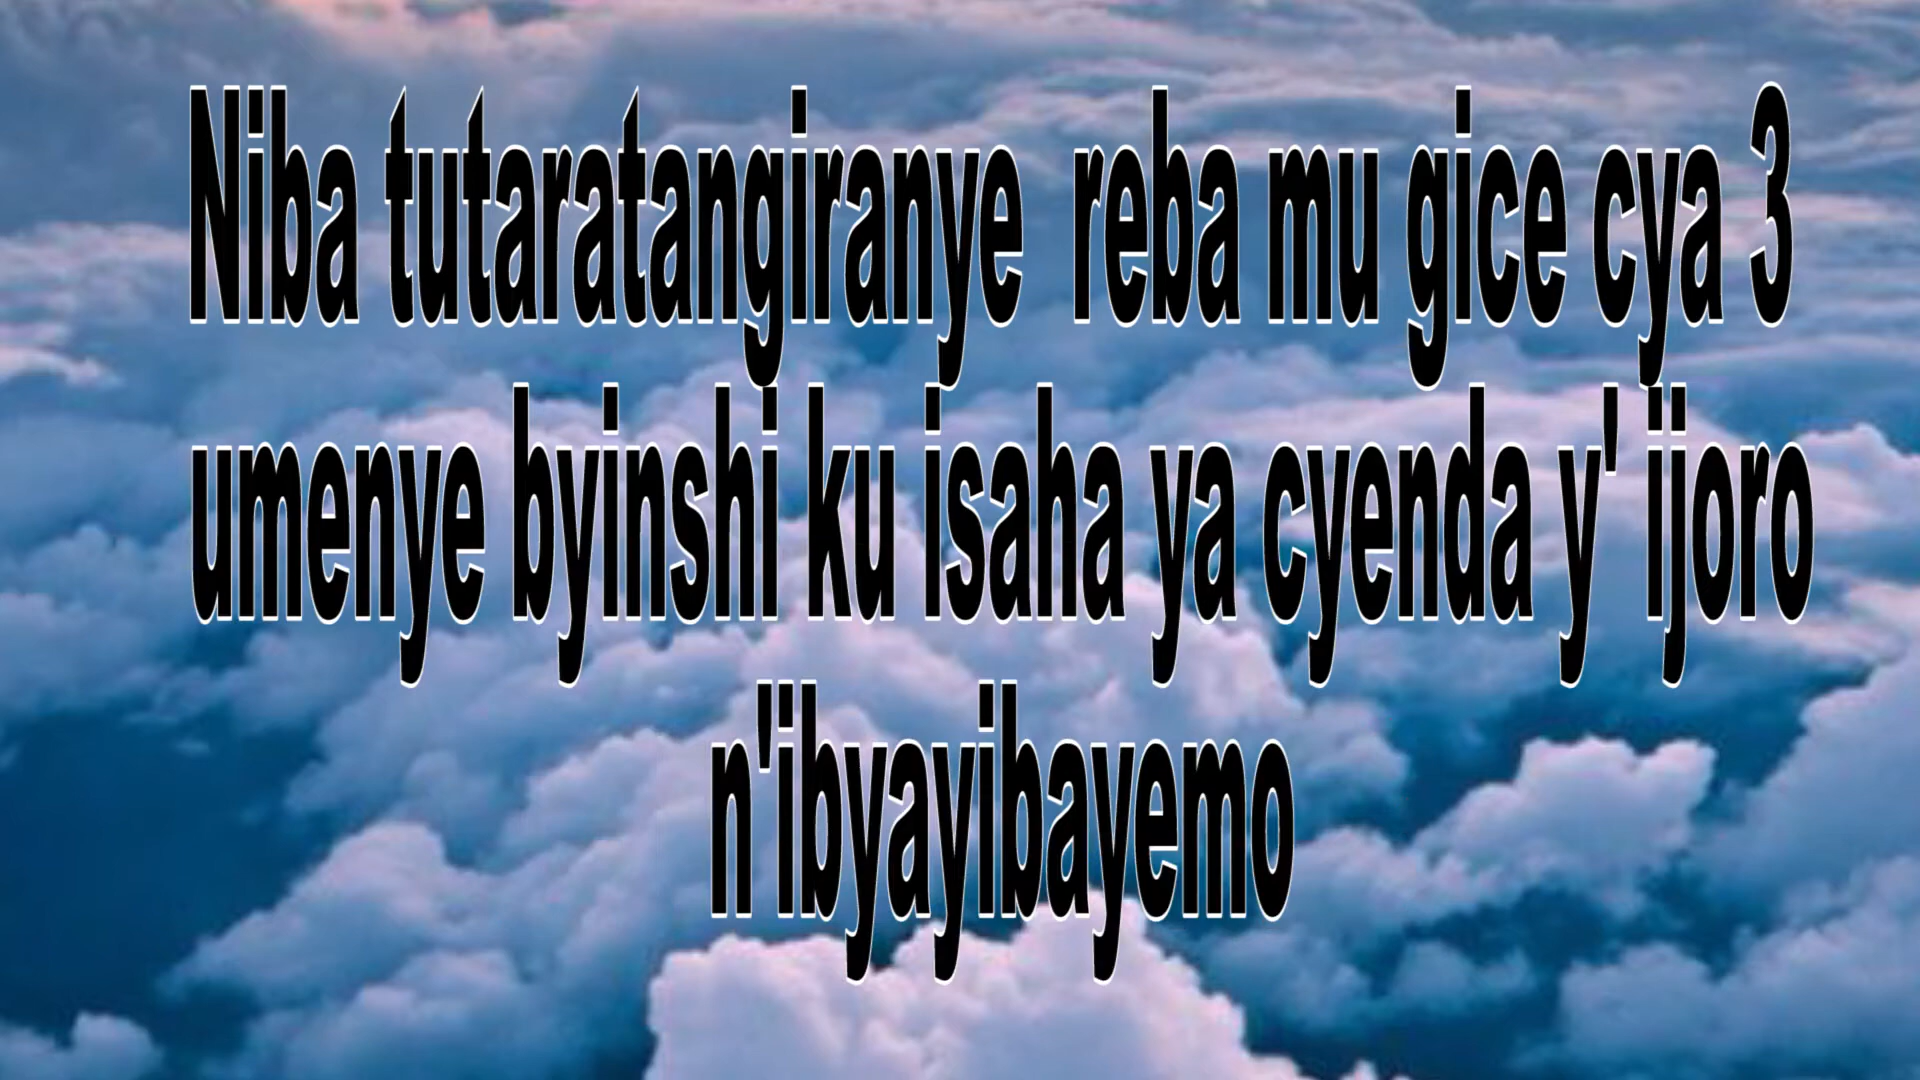 Niba tutaratangiranye  reba mu gice cya 3
umenye byinshi ku isaha ya cyenda y' ijoro
n'ibyayibayemo